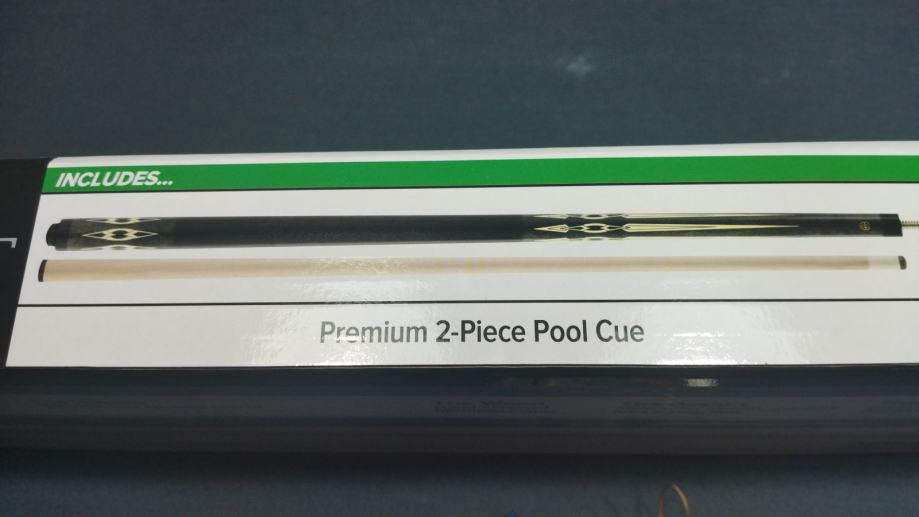 INCLUDES...
Premium 2-Piece Pool Cue